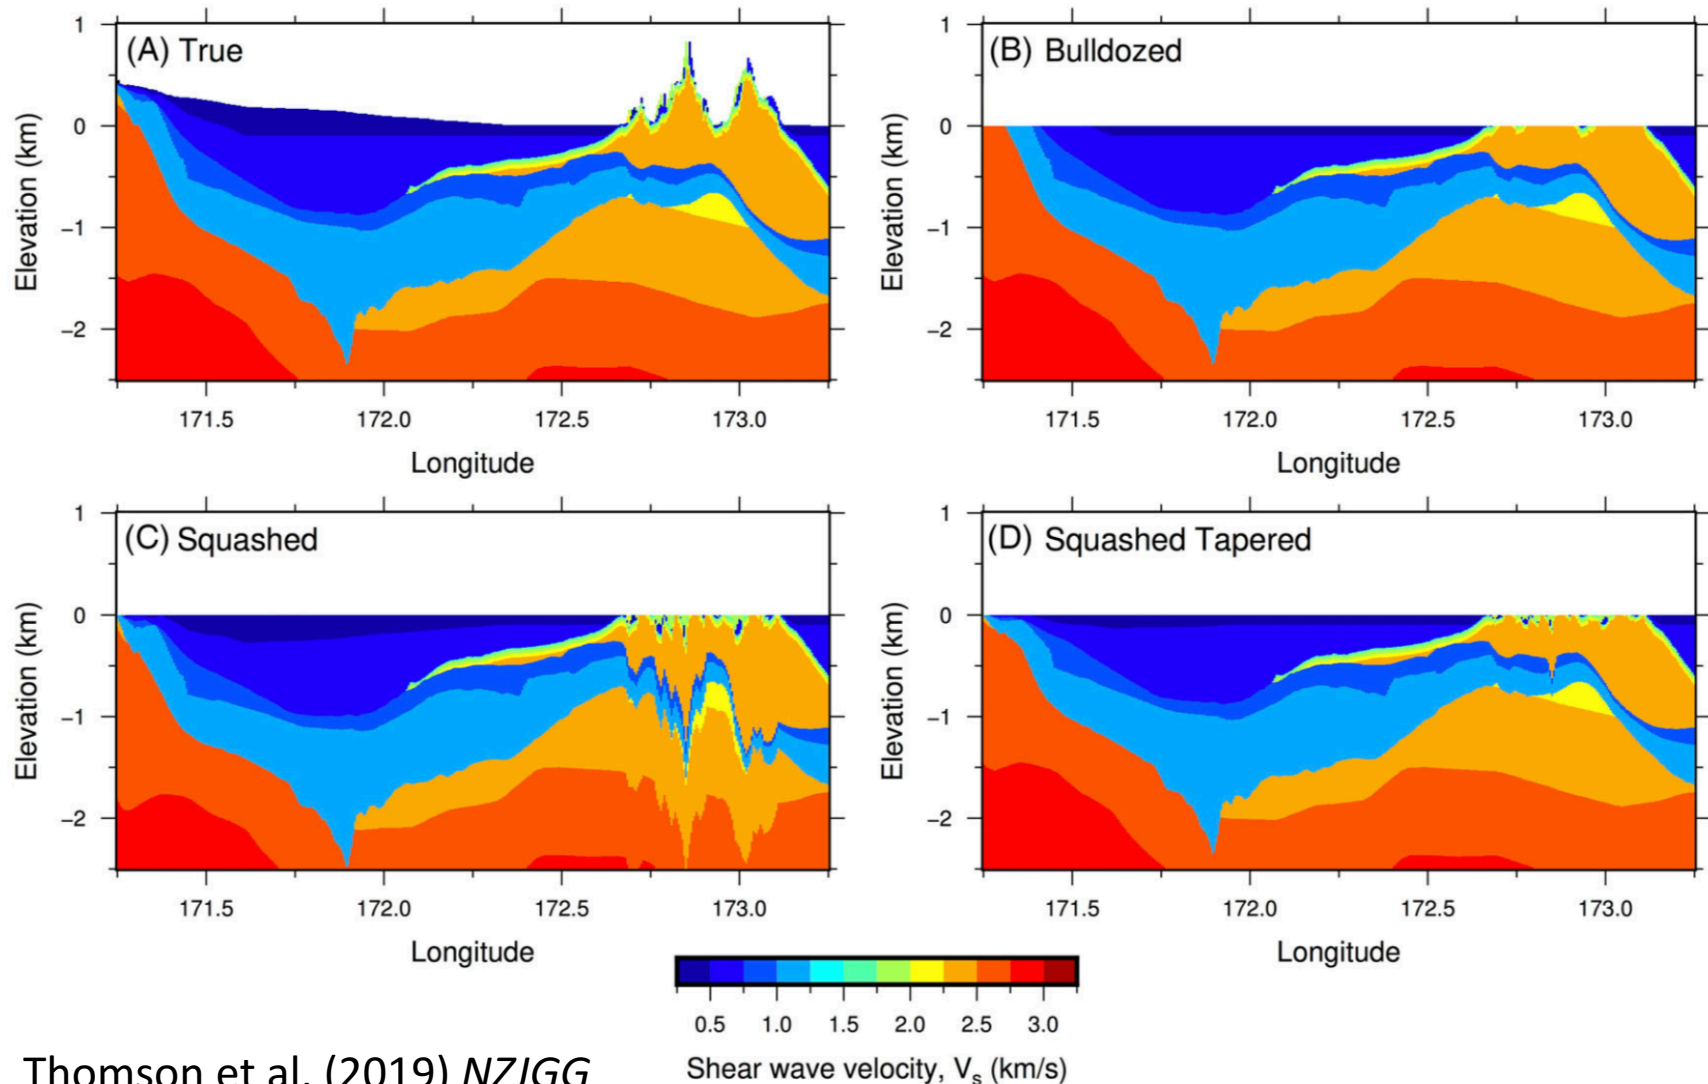 (A) True
(B) Bulldozed
1
0
−1
−2
Elevation (km)
171.5 172.0 172.5 173.0
Longitude
1
0
−1
−2
Elevation (km)
171.5 172.0 172.5 173.0
Longitude
(C) Squashed
(D) Squashed Tapered
1
0
−1
−2
Elevation (km)
171.5 172.0 172.5 173.0
Longitude
1
0
−1
−2
Elevation (km)
171.5 172.0 172.5 173.0
Longitude
0.5 1.0 1.5 2.0 2.5 3.0
Shear wave velocity, Vs (km/s)
Thomson et al. (2019) NZJGG